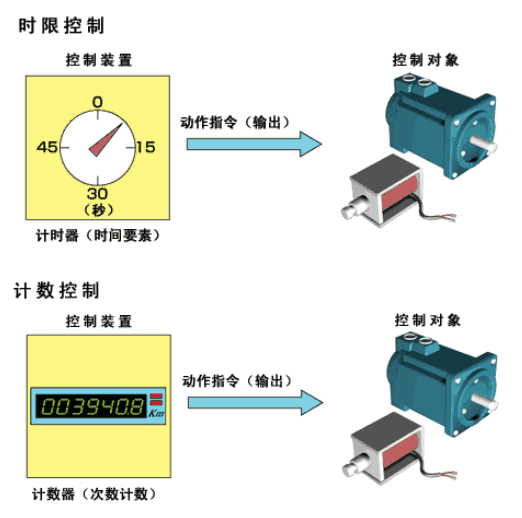 时限控制
控制装置
控制对象
0
45
15
30
（秒）
动作指令（输出）
计时器（时间要素）
计数控制
控制装置
控制对象
003940.8
Km
动作指令（输出）
计数器（次数计数）